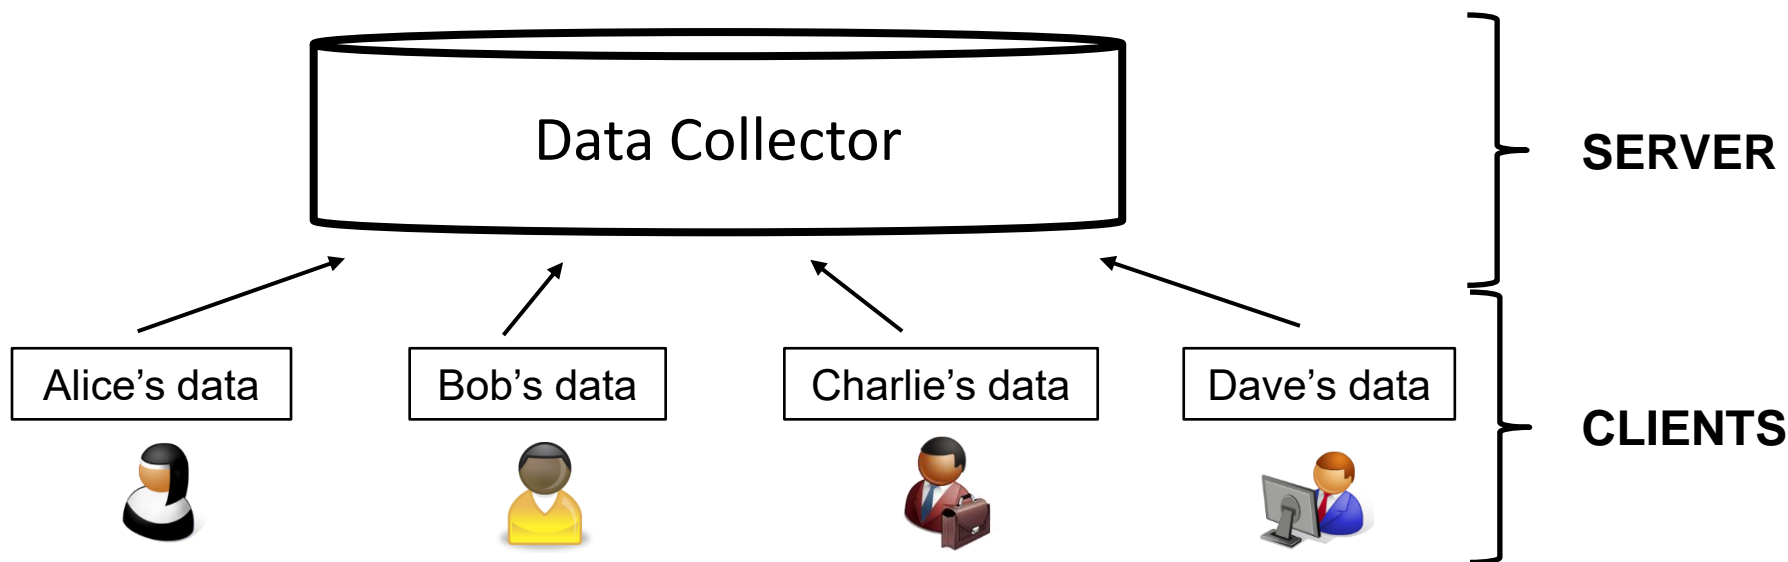 Data Collector
SERVER
Alice’s data
Bob’s data
Charlie’s data
Dave’s data
CLIENTS